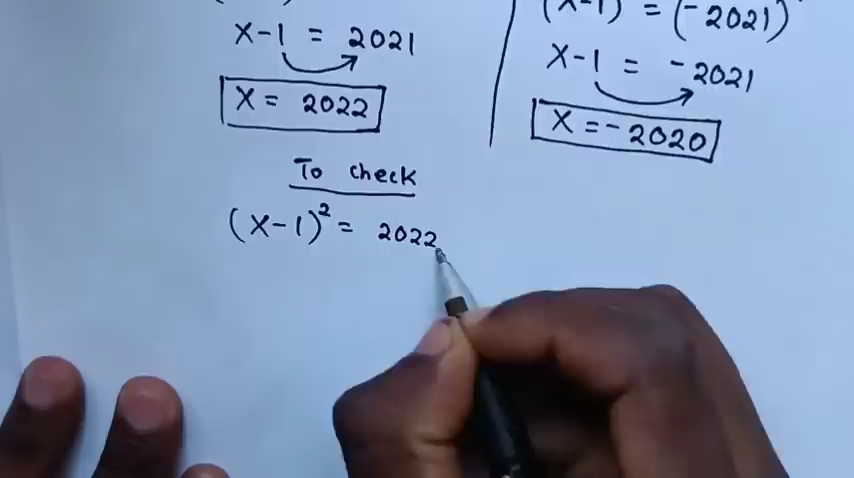 x-1 = 2021
x = 2022
(x-1) = (-2021)
x-1 = -2021
x = -2020
To check
(x-1)² = 2022